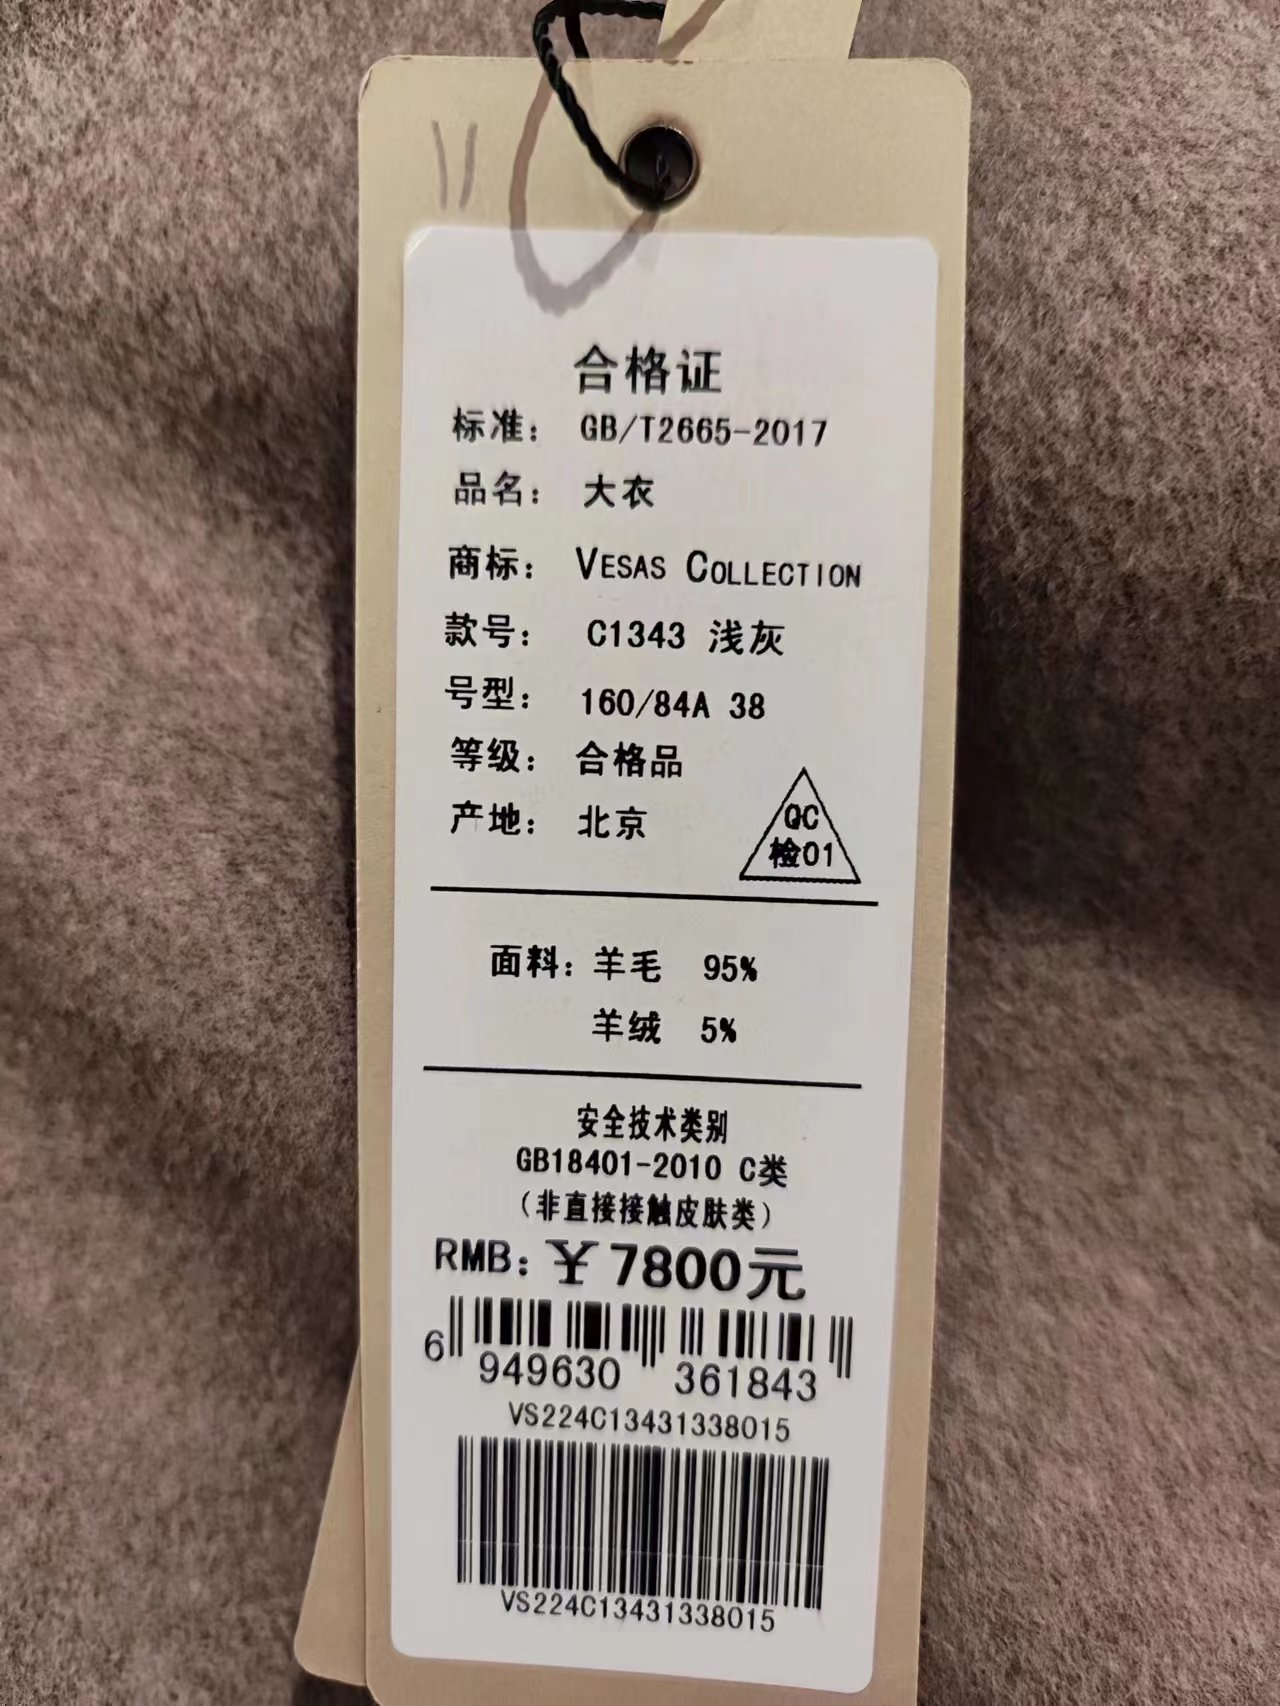 合格证
标准： GB/T2665-2017
品名： 大衣
商标： VESAS COLLECTION
款号： C1343 浅灰
号型： 160/84A 38
等级： 合格品
产地： 北京
QC
检01
面料：羊毛 95%
羊绒 5%
安全技术类别
GB18401-2010 C类
（非直接接触皮肤类）
RMB：￥7800元
6 949630 361843
VS224C13431338015
VS224C13431338015